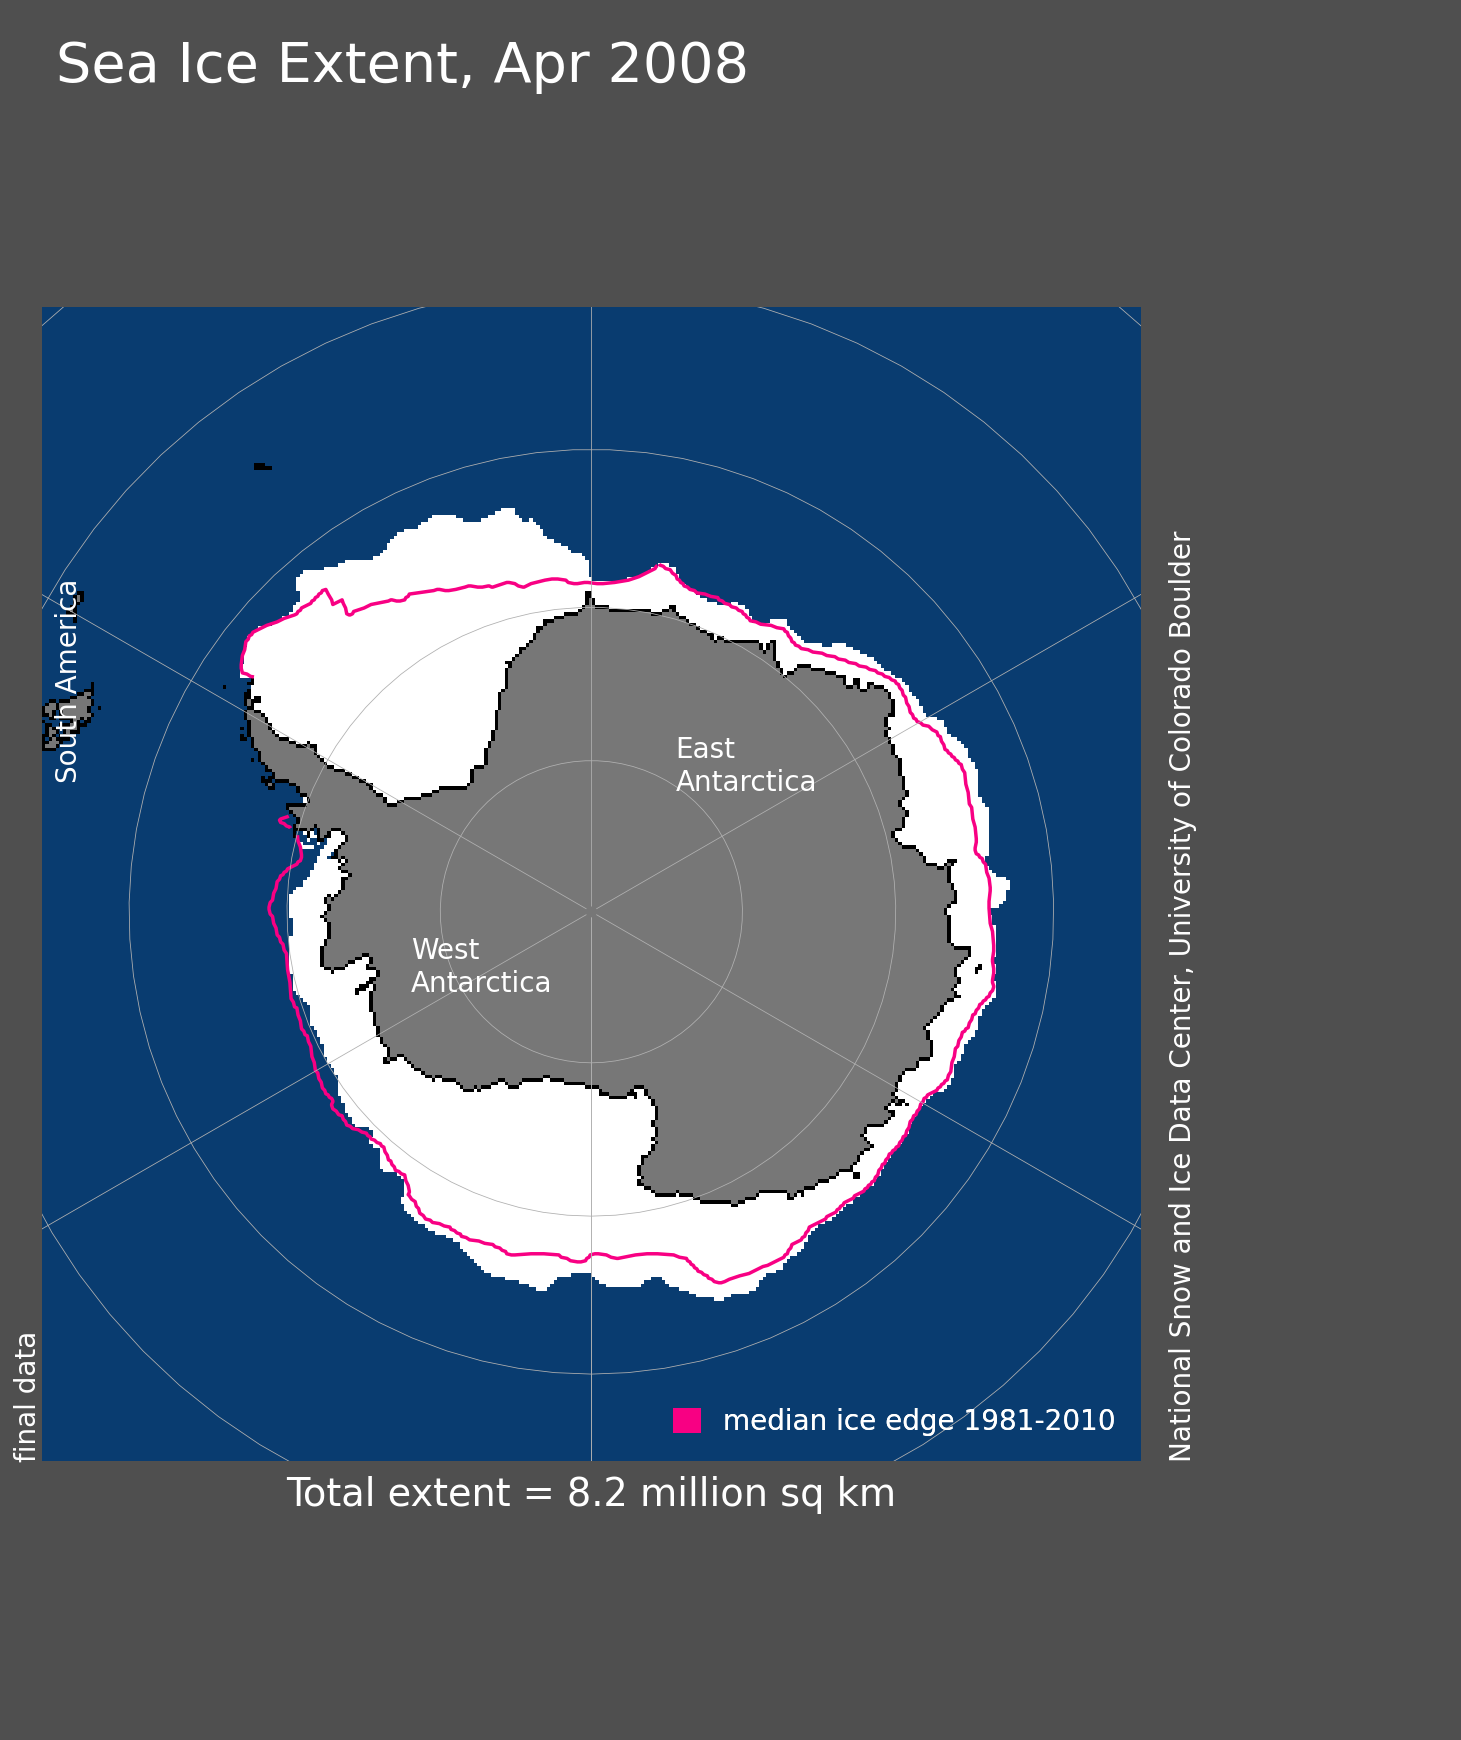 Sea Ice Extent, Apr 2008
South America
East
Antarctica
West
Antarctica
National Snow and Ice Data Center, University of Colorado Boulder
final data
median ice edge 1981-2010
Total extent = 8.2 million sq km